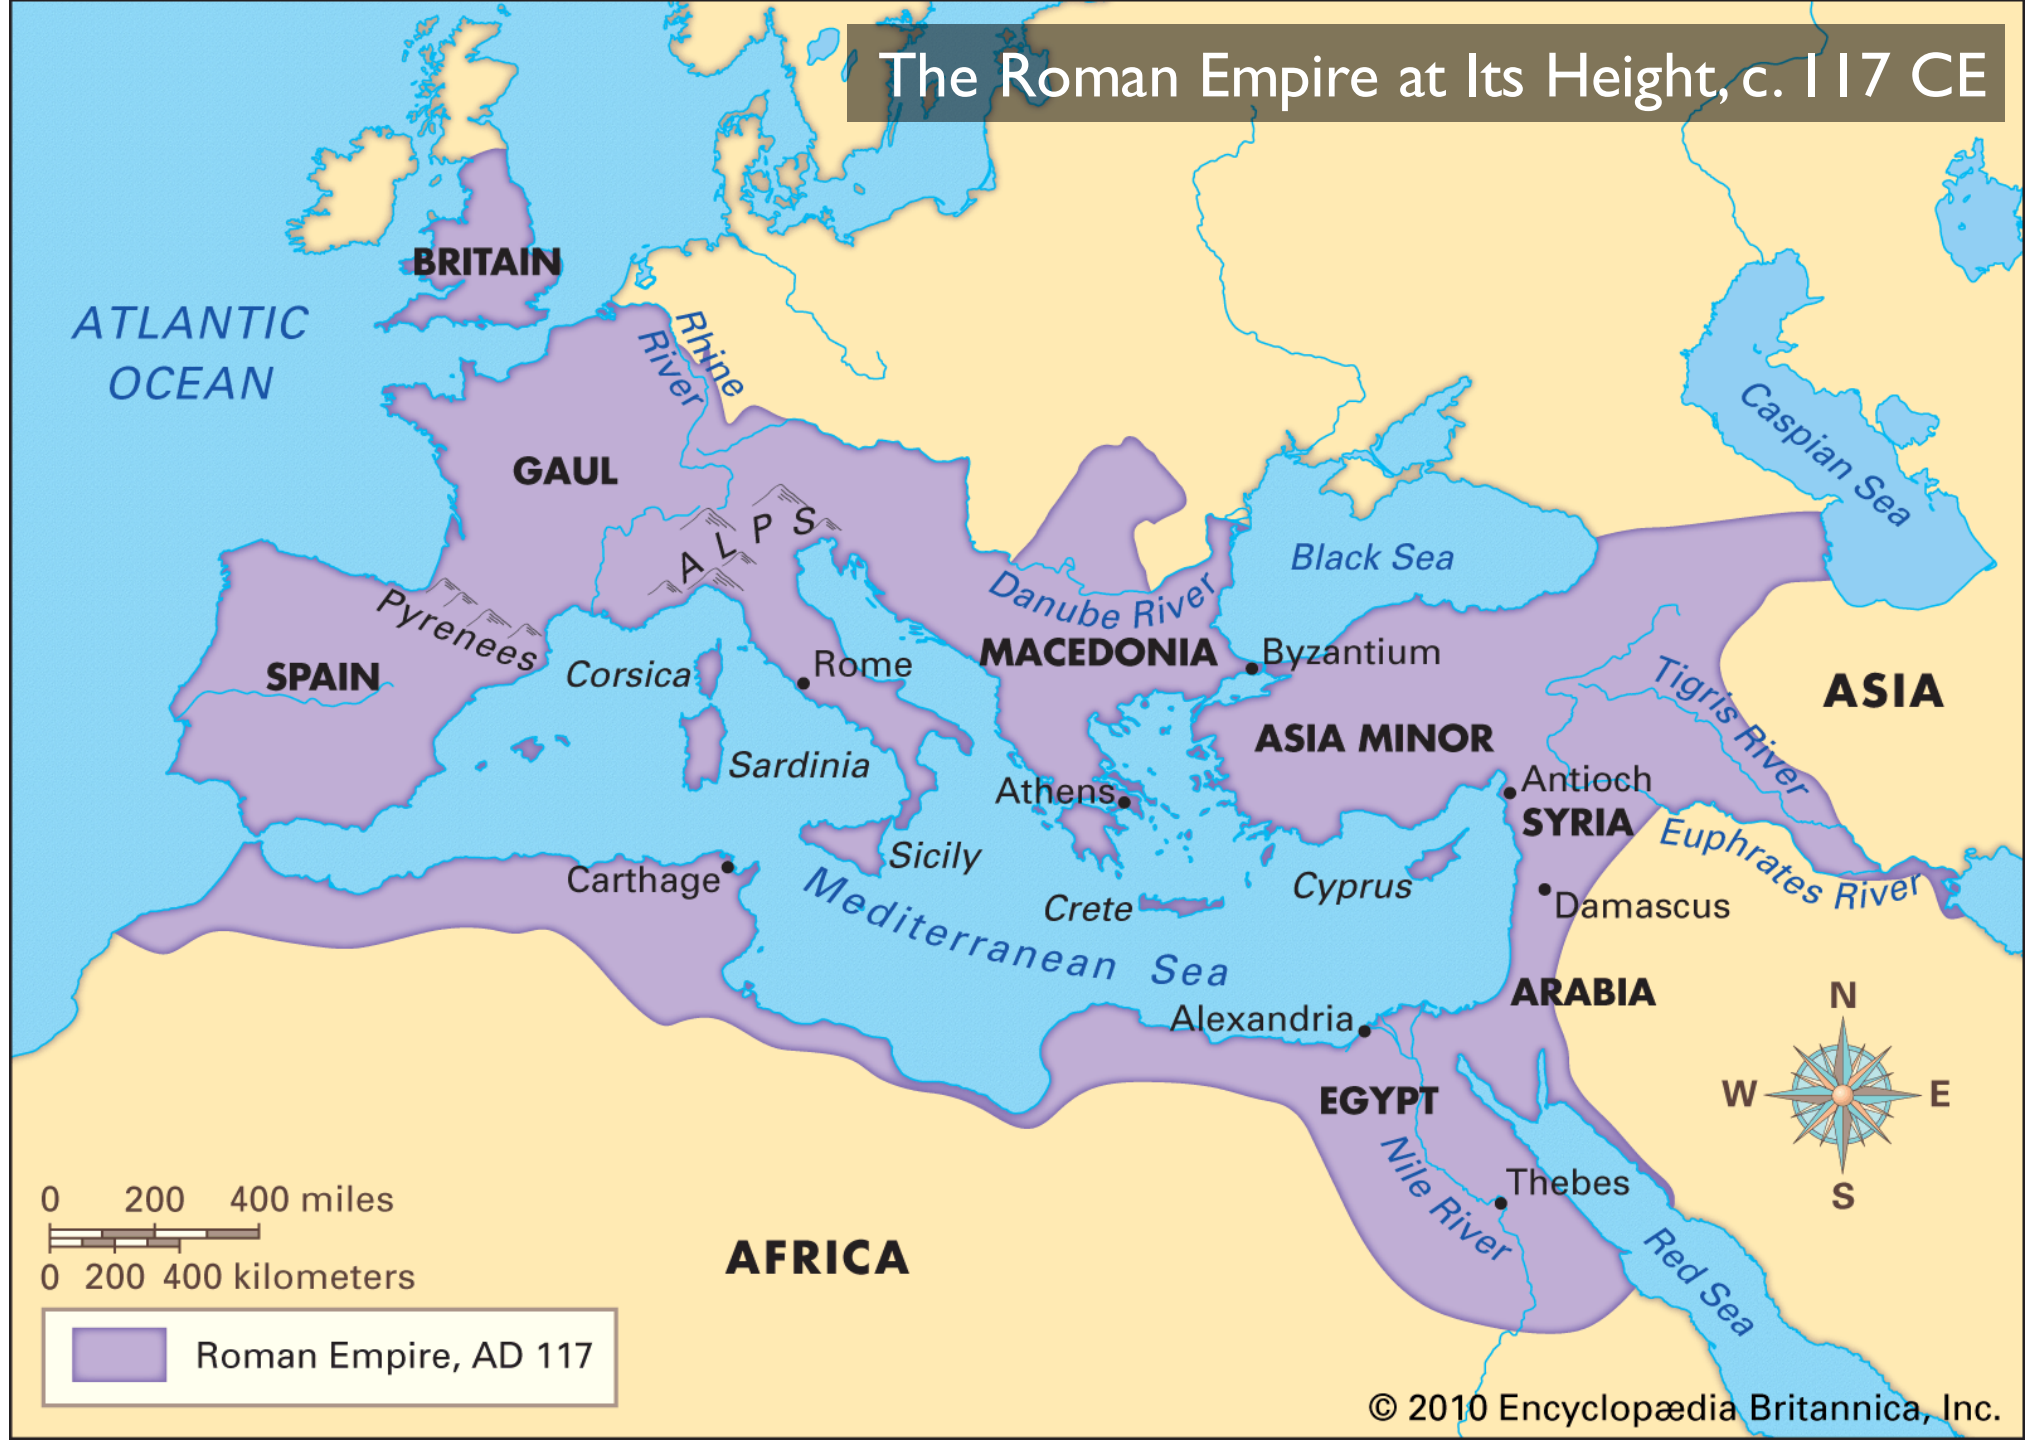 The Roman Empire at Its Height, c. 117 CE
BRITAIN
ATLANTIC
OCEAN
Rhine
River
Caspian Sea
GAUL
ALPS
Black Sea
Danube River
Pyrenees
MACEDONIA
Byzantium
SPAIN
Corsica
Rome
Tigris River
ASIA
ASIA MINOR
Sardinia
Athens
Antioch
SYRIA
Euphrates River
Sicily
Carthage
Mediterranean Sea
Crete
Cyprus
Damascus
ARABIA
Alexandria
EGYPT
Nile River
Thebes
Red Sea
AFRICA
N
W E
S
0 200 400 miles
0 200 400 kilometers
Roman Empire, AD 117
© 2010 Encyclopædia Britannica, Inc.